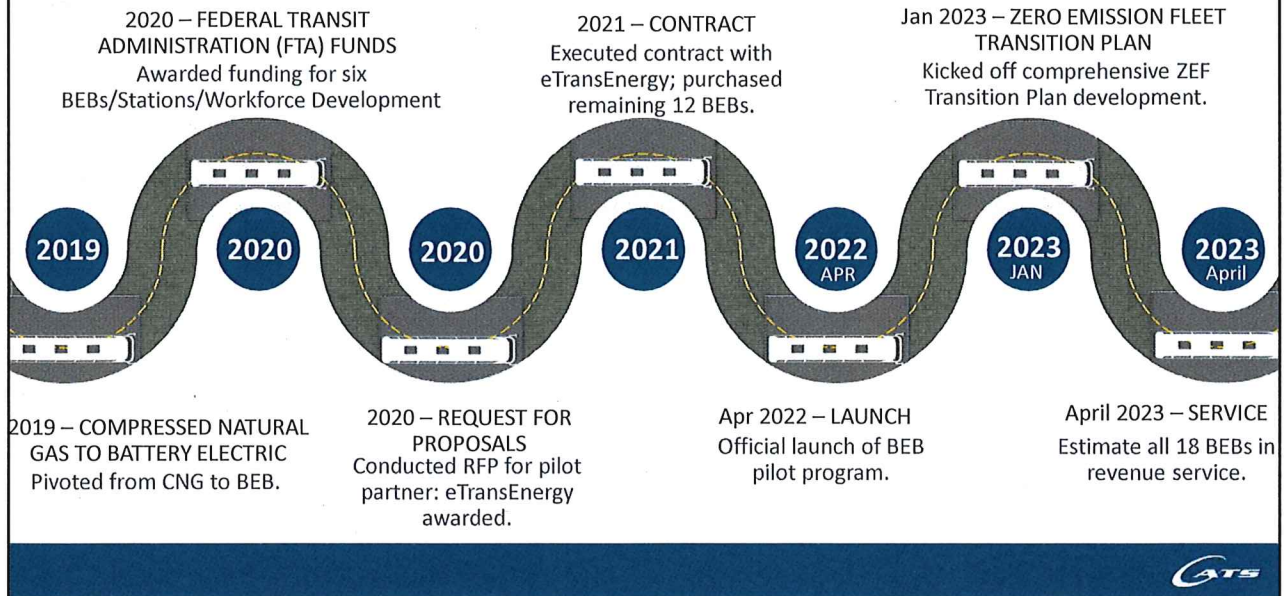 2020 – FEDERAL TRANSIT
ADMINISTRATION (FTA) FUNDS
Awarded funding for six
BEBs/Stations/Workforce Development
2021 – CONTRACT
Executed contract with
eTransEnergy; purchased
remaining 12 BEBs.
Jan 2023 – ZERO EMISSION FLEET
TRANSITION PLAN
Kicked off comprehensive ZEF
Transition Plan development.
2019
2020
2020
2021
2022
APR
2023
JAN
2023
April
2019 – COMPRESSED NATURAL
GAS TO BATTERY ELECTRIC
Pivoted from CNG to BEB.
2020 – REQUEST FOR
PROPOSALS
Conducted RFP for pilot
partner: eTransEnergy
awarded.
Apr 2022 – LAUNCH
Official launch of BEB
pilot program.
April 2023 – SERVICE
Estimate all 18 BEBs in
revenue service.
CATS